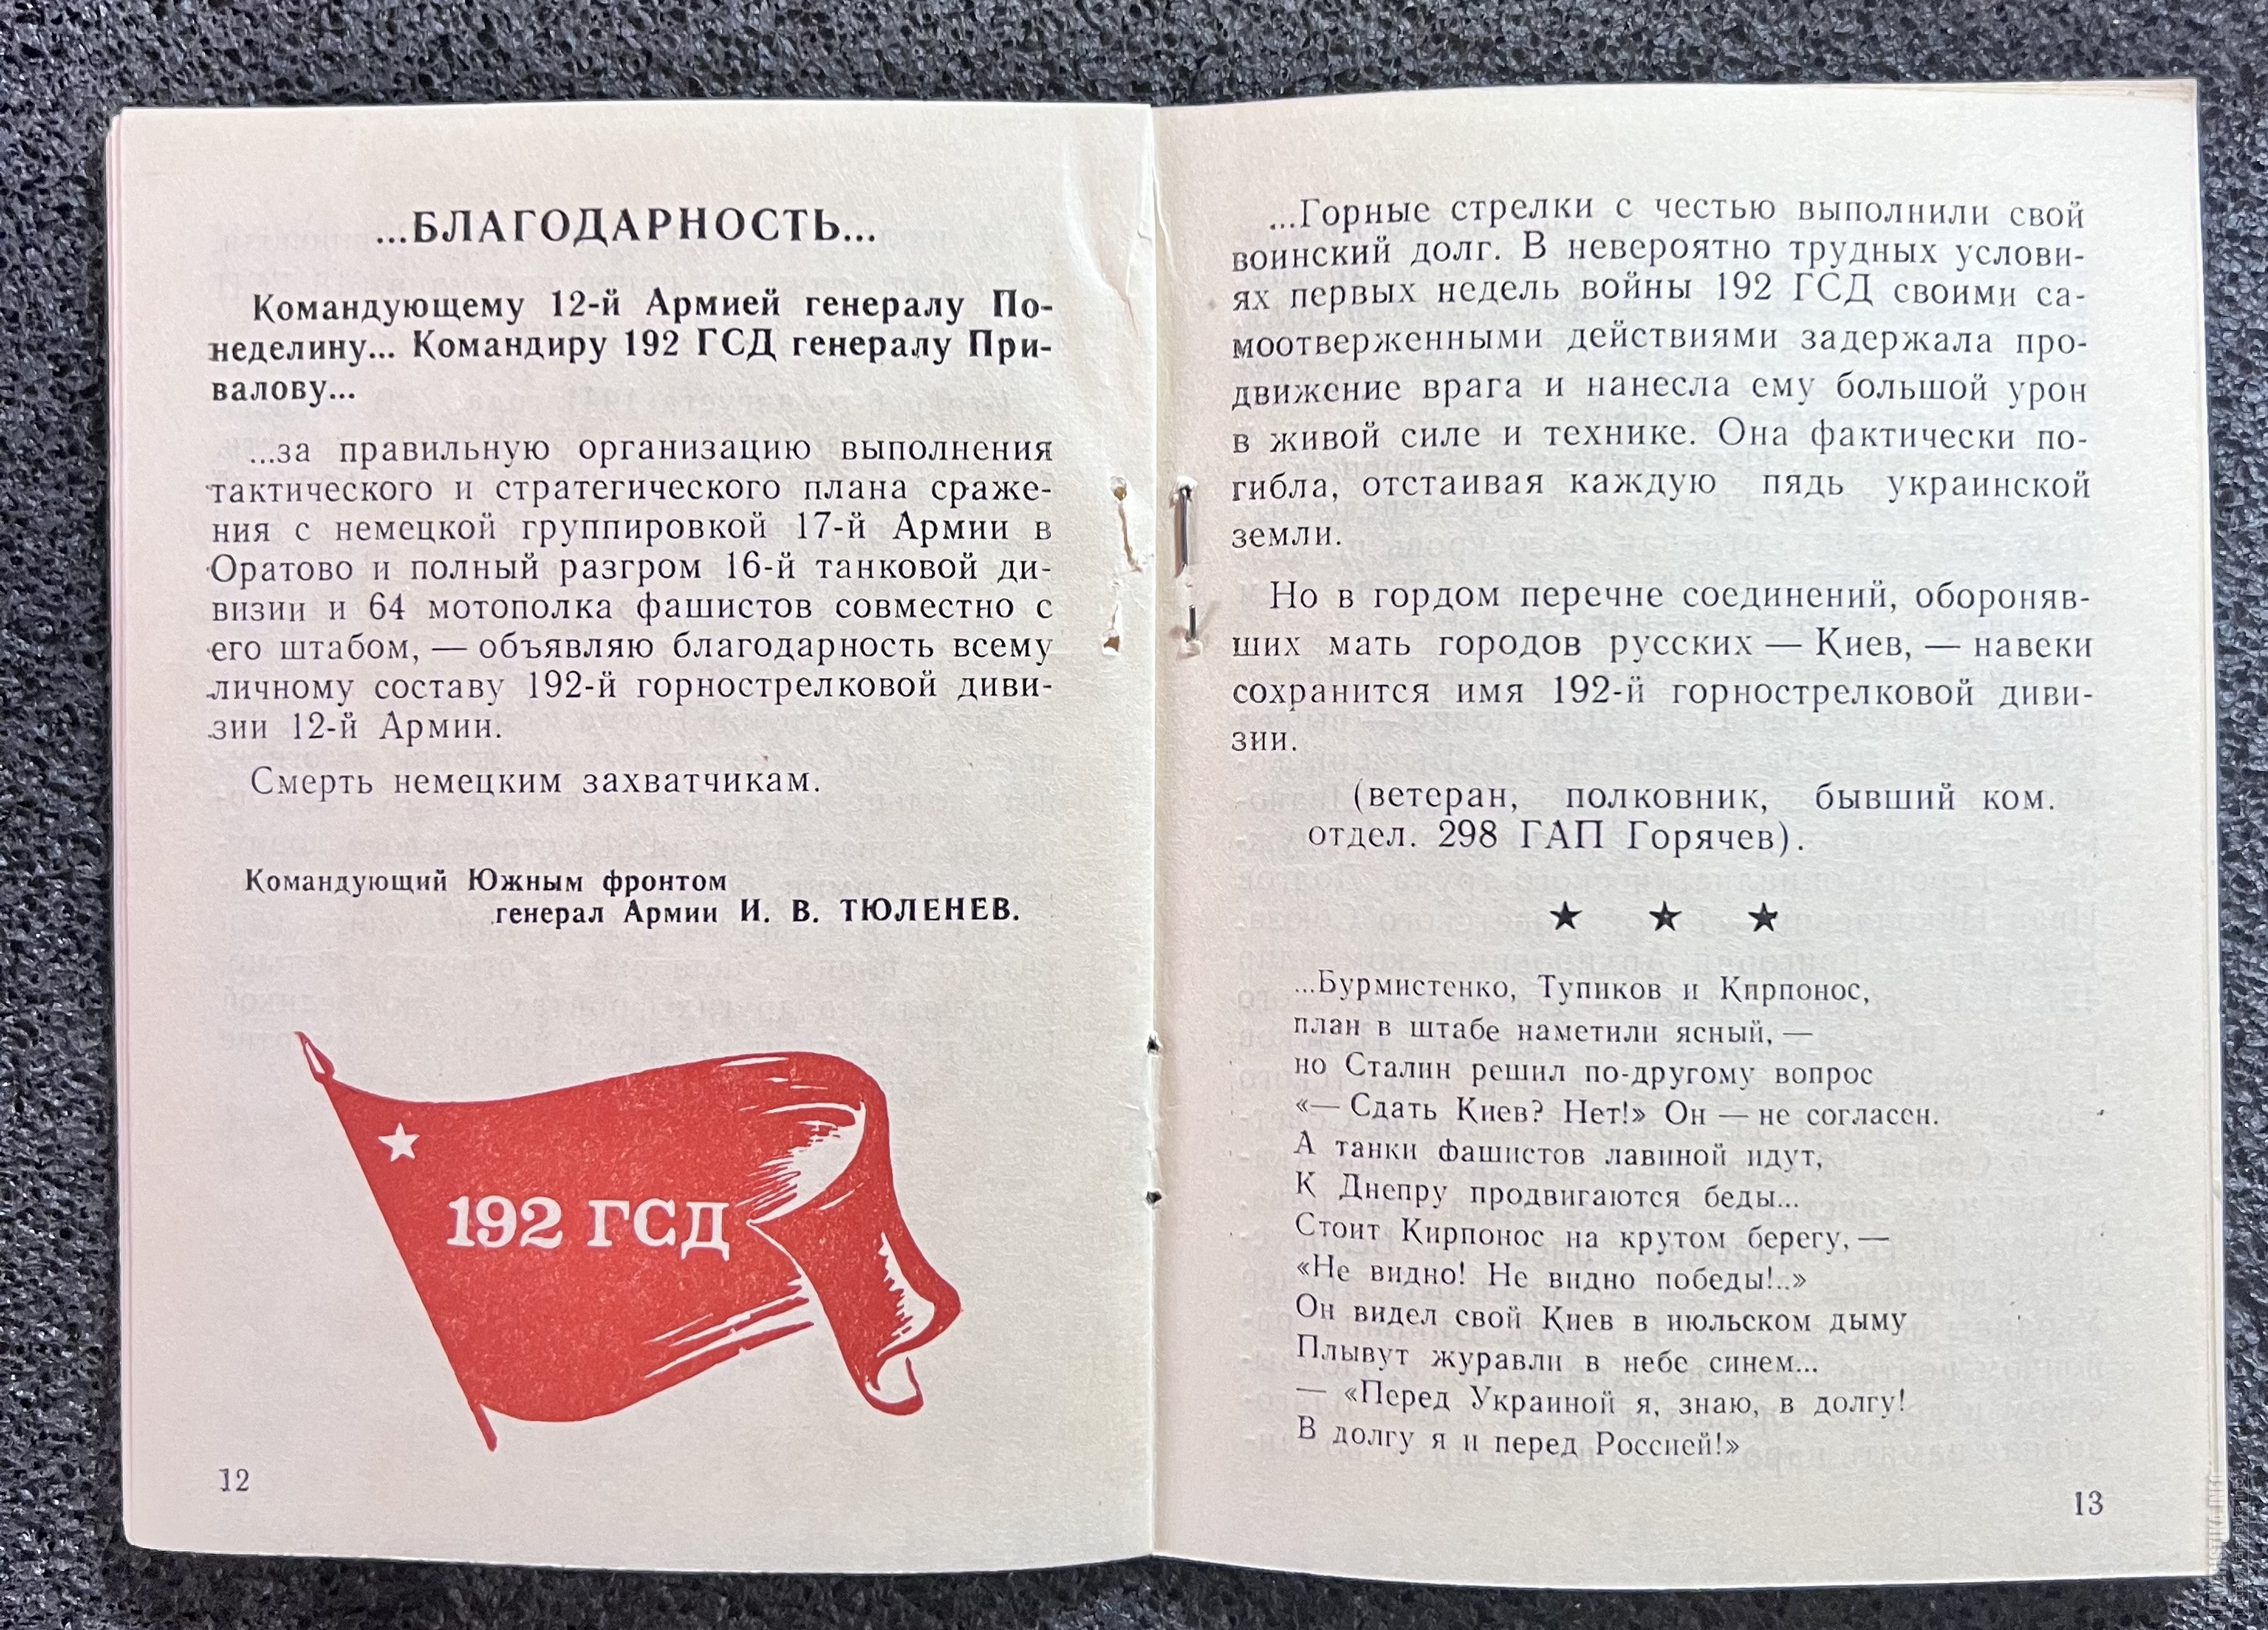 ...БЛАГОДАРНОСТЬ...
Командующему 12-й Армией генералу По-
неделину... Командиру 192 ГСД генералу При-
валову...
...за правильную организацию выполнения
тактического и стратегического плана сраже-
ния с немецкой группировкой 17-й Армии в
Оратово и полный разгром 16-й танковой ди-
визии и 64 мотополка фашистов совместно с
его штабом, — объявляю благодарность всему
личному составу 192-й горнострелковой диви-
зии 12-й Армии.
Смерть немецким захватчикам.
Командующий Южным фронтом
генерал Армии И. В. ТЮЛЕНЕВ.
192 ГСД
12
...Горные стрелки с честью выполнили свой
воинский долг. В невероятно трудных услови-
ях первых недель войны 192 ГСД своими са-
моотверженными действиями задержала про-
движение врага и нанесла ему большой урон
в живой силе и технике. Она фактически по-
гибла, отстаивая каждую пядь украинской
земли.
Но в гордом перечне соединений, обороняв-
ших мать городов русских — Киев, — навеки
сохранится имя 192-й горнострелковой диви-
зии.
(ветеран, полковник, бывший ком.
отдел. 298 ГАП Горячев).
★ ★ ★
...Бурмистенко, Тупиков и Кирпонос,
план в штабе наметили ясный, —
но Сталин решил по-другому вопрос
«— Сдать Киев? Нет!» Он — не согласен.
А танки фашистов лавиной идут,
К Днепру продвигаются беды...
Стоит Кирпонос на крутом берегу, —
«Не видно! Не видно победы!..»
Он видел свой Киев в июльском дыму
Плывут журавли в небе синем...
— «Перед Украиной я, знаю, в долгу!
В долгу я и перед Россией!»
13